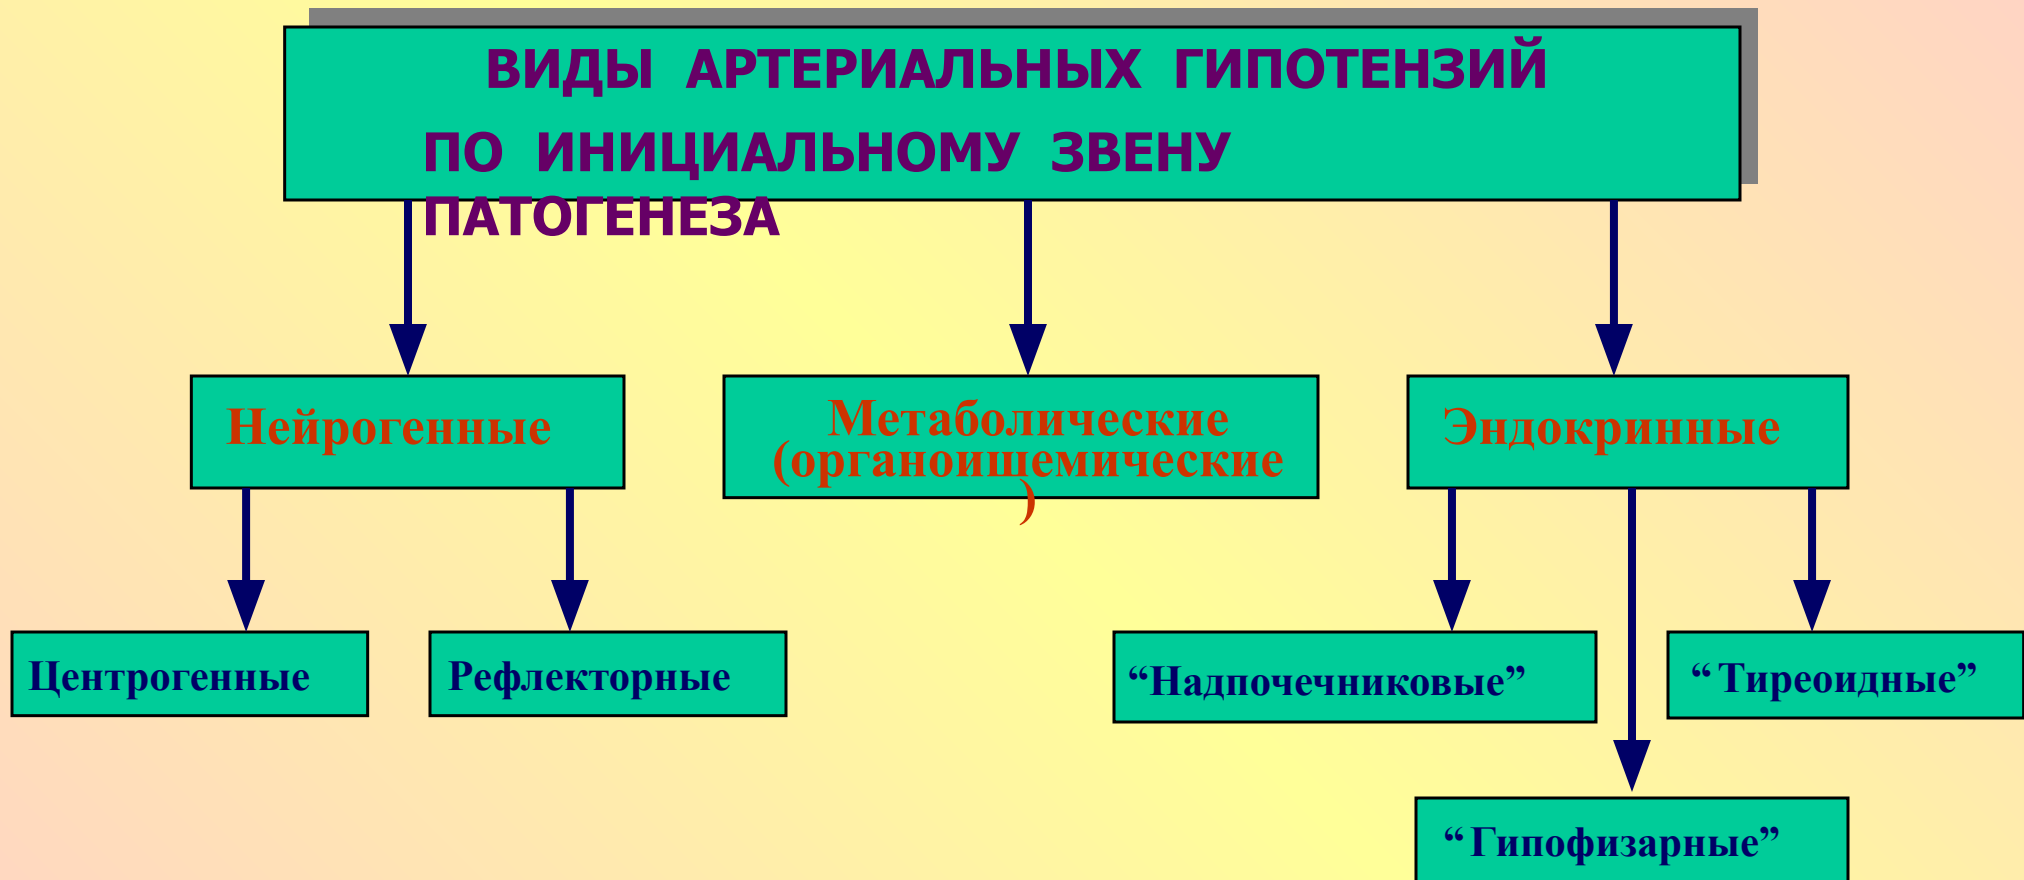 ВИДЫ АРТЕРИАЛЬНЫХ ГИПОТЕНЗИЙ
ПО ИНИЦИАЛЬНОМУ ЗВЕНУ
ПАТОГЕНЕЗА
Нейрогенные
Метаболические
(органоишемические
)
Эндокринные
Центрогенные
Рефлекторные
“Надпочечниковые”
“Тиреоидные”
“Гипофизарные”